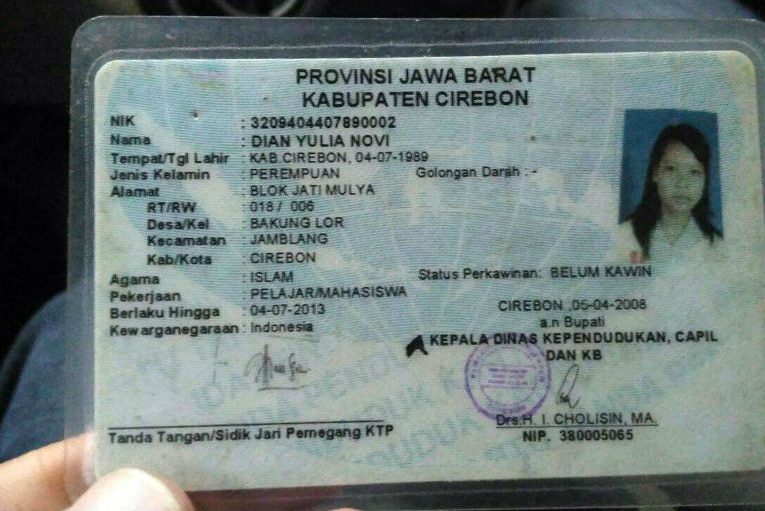 PROVINSI JAWA BARAT
KABUPATEN CIREBON
NIK : 3209404407890002
Nama : DIAN YULIA NOVI
Tempat/Tgl Lahir : KAB.CIREBON, 04-07-1989
Jenis Kelamin : PEREMPUAN Golongan Darah : -
Alamat : BLOK JATI MULYA
RT/RW : 018 / 006
Desa/Kel : BAKUNG LOR
Kecamatan : JAMBLANG
Kab/Kota : CIREBON
Agama : ISLAM Status Perkawinan: BELUM KAWIN
Pekerjaan : PELAJAR/MAHASISWA
Berlaku Hingga : 04-07-2013
Kewarganegaraan : Indonesia
CIREBON ,05-04-2008
a.n Bupati
KEPALA DINAS KEPENDUDUKAN, CAPIL
DAN KB
Drs.H. I. CHOLISIN, MA.
NIP. 380005065
Tanda Tangan/Sidik Jari Pemegang KTP